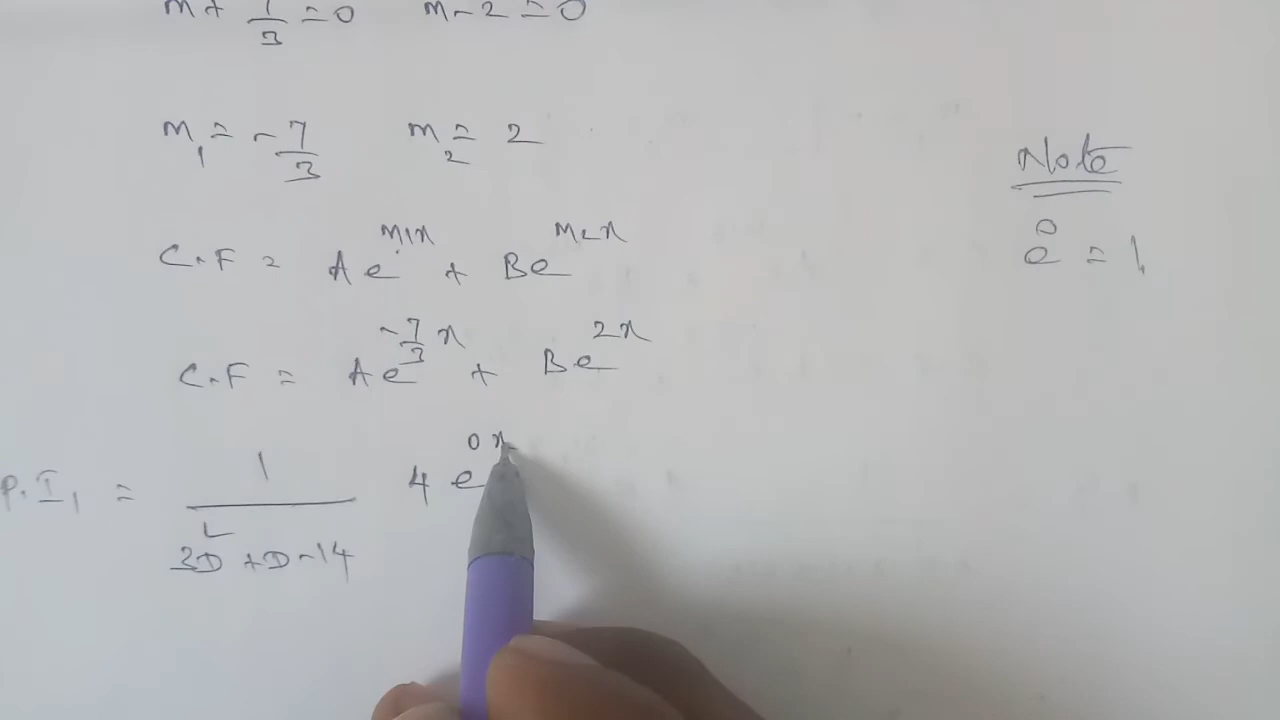 m + 7/3 = 0 m - 2 = 0
m₁ = -7/3 m₂ = 2
C.F = Ae^{m₁x} + Be^{m₂x}
C.F = Ae^{-7/3 x} + Be^{2x}
P.I₁ = 1/(3D² + D - 14) 4e^{0x}
Note
e⁰ = 1